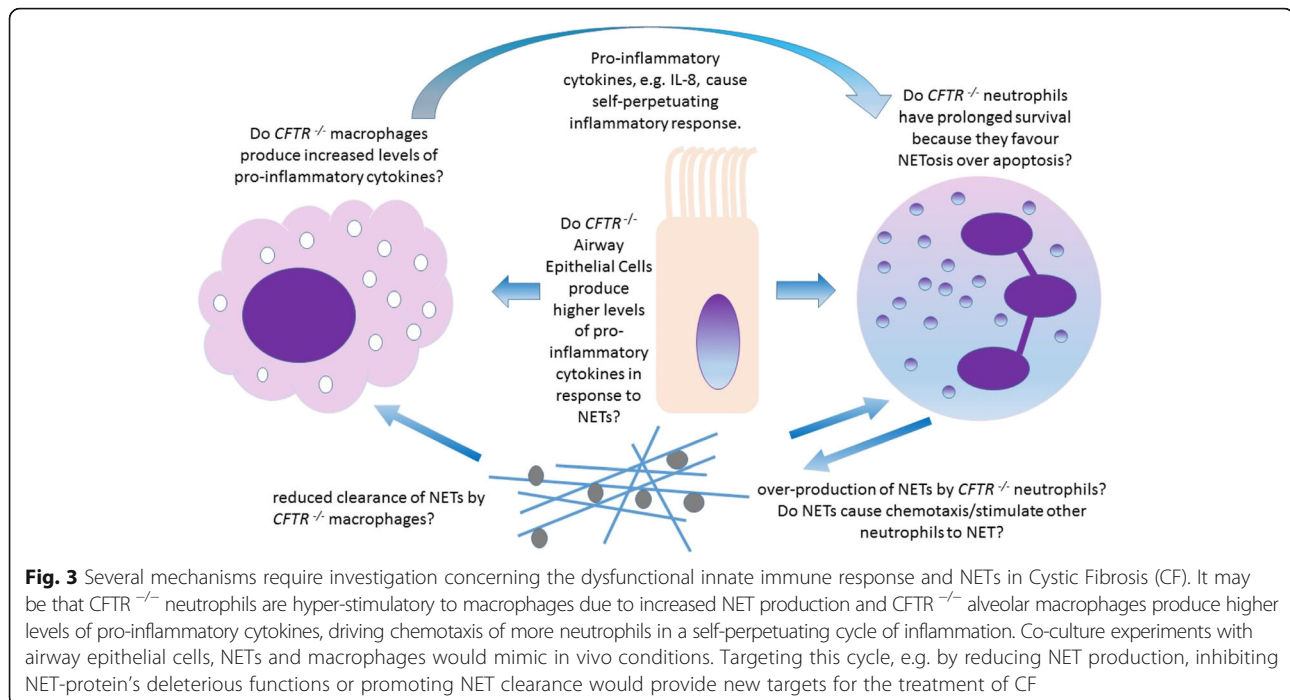 Pro-inflammatory
cytokines, e.g. IL-8, cause
self-perpetuating
inflammatory response.
Do CFTR -/- macrophages
produce increased levels of
pro-inflammatory cytokines?
Do CFTR -/- neutrophils
have prolonged survival
because they favour
NETosis over apoptosis?
Do CFTR -/-
Airway
Epithelial Cells
produce
higher levels
of pro-
inflammatory
cytokines in
response to
NETs?
reduced clearance of NETs by
CFTR -/- macrophages?
over-production of NETs by CFTR -/- neutrophils?
Do NETs cause chemotaxis/stimulate other
neutrophils to NET?
Fig. 3 Several mechanisms require investigation concerning the dysfunctional innate immune response and NETs in Cystic Fibrosis (CF). It may
be that CFTR −/− neutrophils are hyper-stimulatory to macrophages due to increased NET production and CFTR −/− alveolar macrophages produce higher
levels of pro-inflammatory cytokines, driving chemotaxis of more neutrophils in a self-perpetuating cycle of inflammation. Co-culture experiments with
airway epithelial cells, NETs and macrophages would mimic in vivo conditions. Targeting this cycle, e.g. by reducing NET production, inhibiting
NET-protein's deleterious functions or promoting NET clearance would provide new targets for the treatment of CF